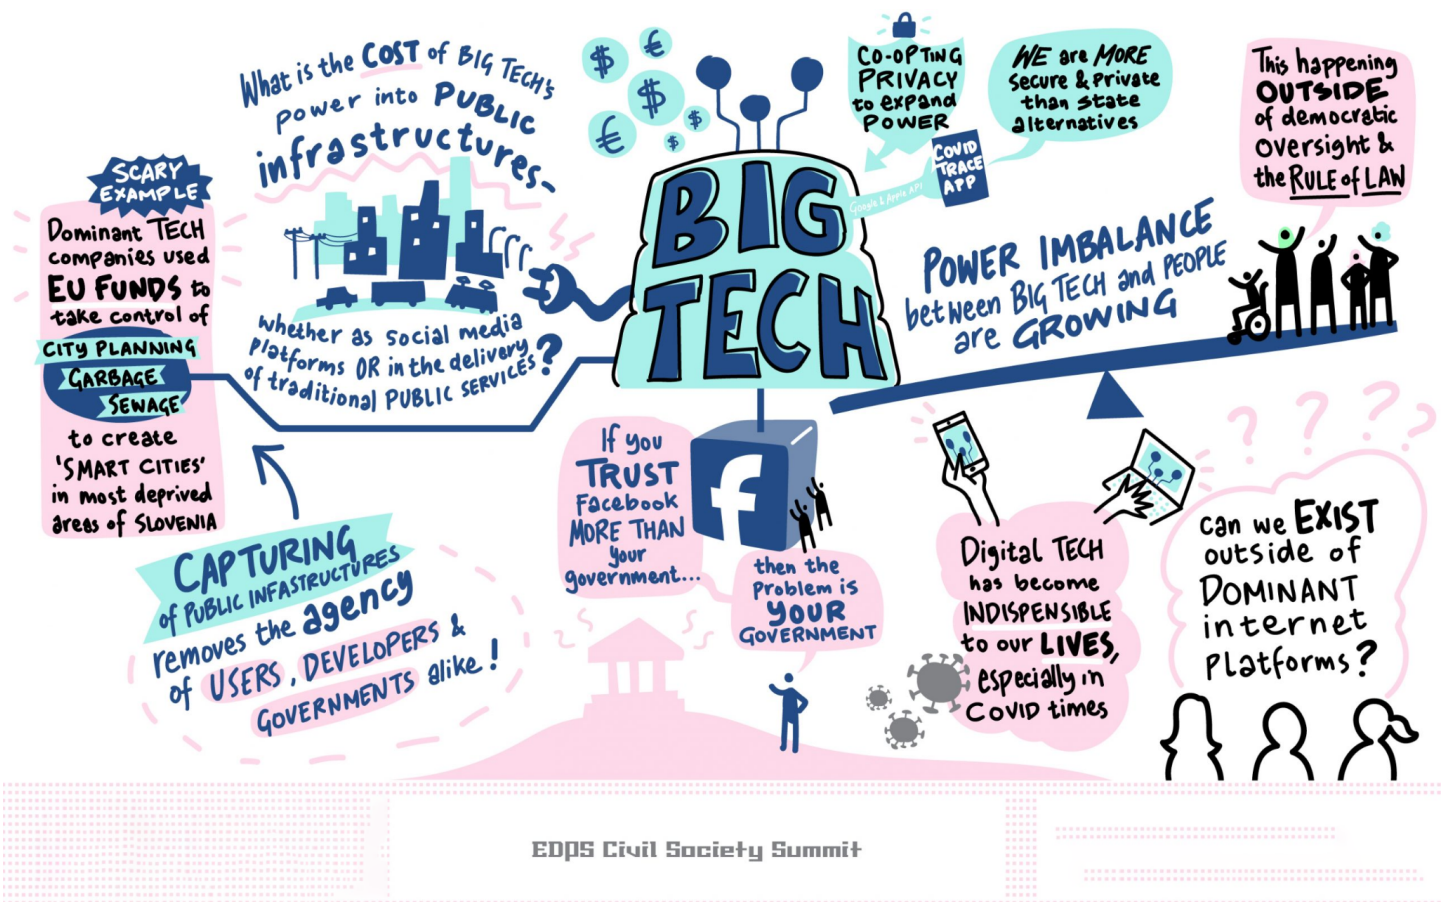 What is the COST of BIG TECH's
power into PUBLIC
infrastructures-
whether as social media
platforms OR in the delivery
of traditional PUBLIC SERVICES?
SCARY
EXAMPLE
Dominant TECH
companies used
EU FUNDS to
take control of
CITY PLANNING
GARBAGE
SEWAGE
to create
'SMART CITIES'
in most deprived
areas of SLOVENIA
CAPTURING
of PUBLIC INFASTRUCTURES
removes the agency
of USERS, DEVELOPERS &
GOVERNMENTS alike!
$
€
$
€
$
$
BIG
TECH
CO-OPTING
PRIVACY
to expand
POWER
Google & Apple API
COVID
TRACE
APP
WE are MORE
secure & private
than state
alternatives
This happening
OUTSIDE
of democratic
oversight &
the RULE of LAW
POWER IMBALANCE
between BIG TECH and PEOPLE
are GROWING
If you
TRUST
Facebook
MORE THAN
your
government...
f
then the
problem is
YOUR
GOVERNMENT
Digital TECH
has become
INDISPENSIBLE
to our LIVES,
especially in
COVID times
? ? ? ?
can we EXIST
outside of
DOMINANT
internet
platforms?
EDPS Civil Society Summit